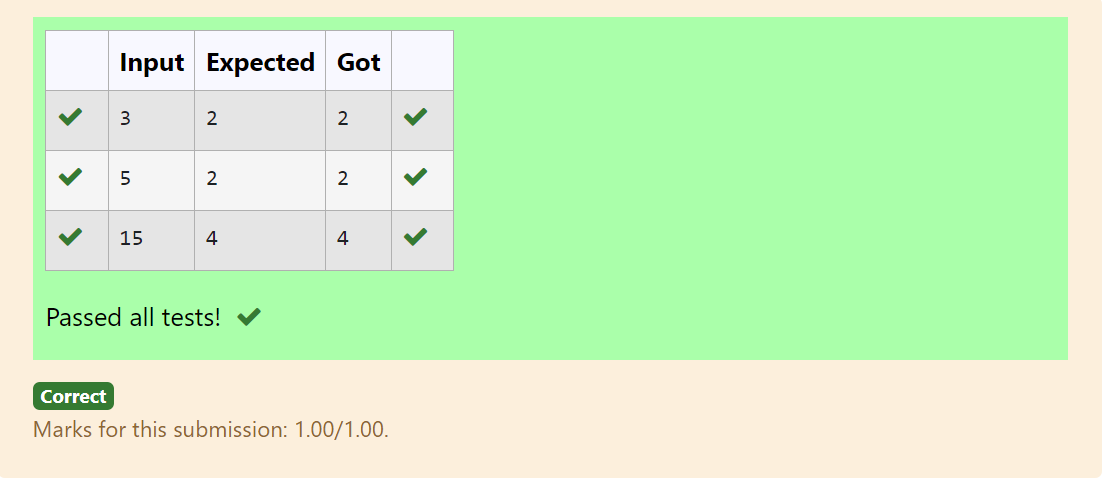 Input Expected Got
3 2 2
5 2 2
15 4 4
Passed all tests!
Correct
Marks for this submission: 1.00/1.00.